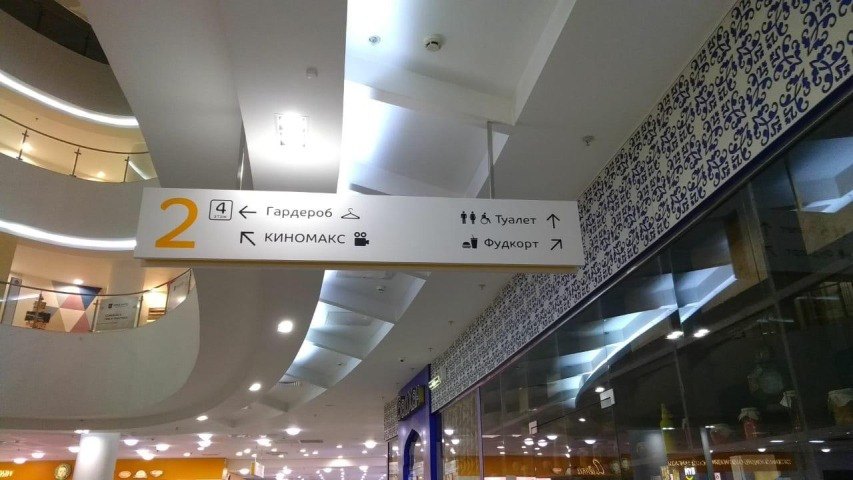 2
4
этаж
Гардероб
КИНОМАКС
Туалет
Фудкорт